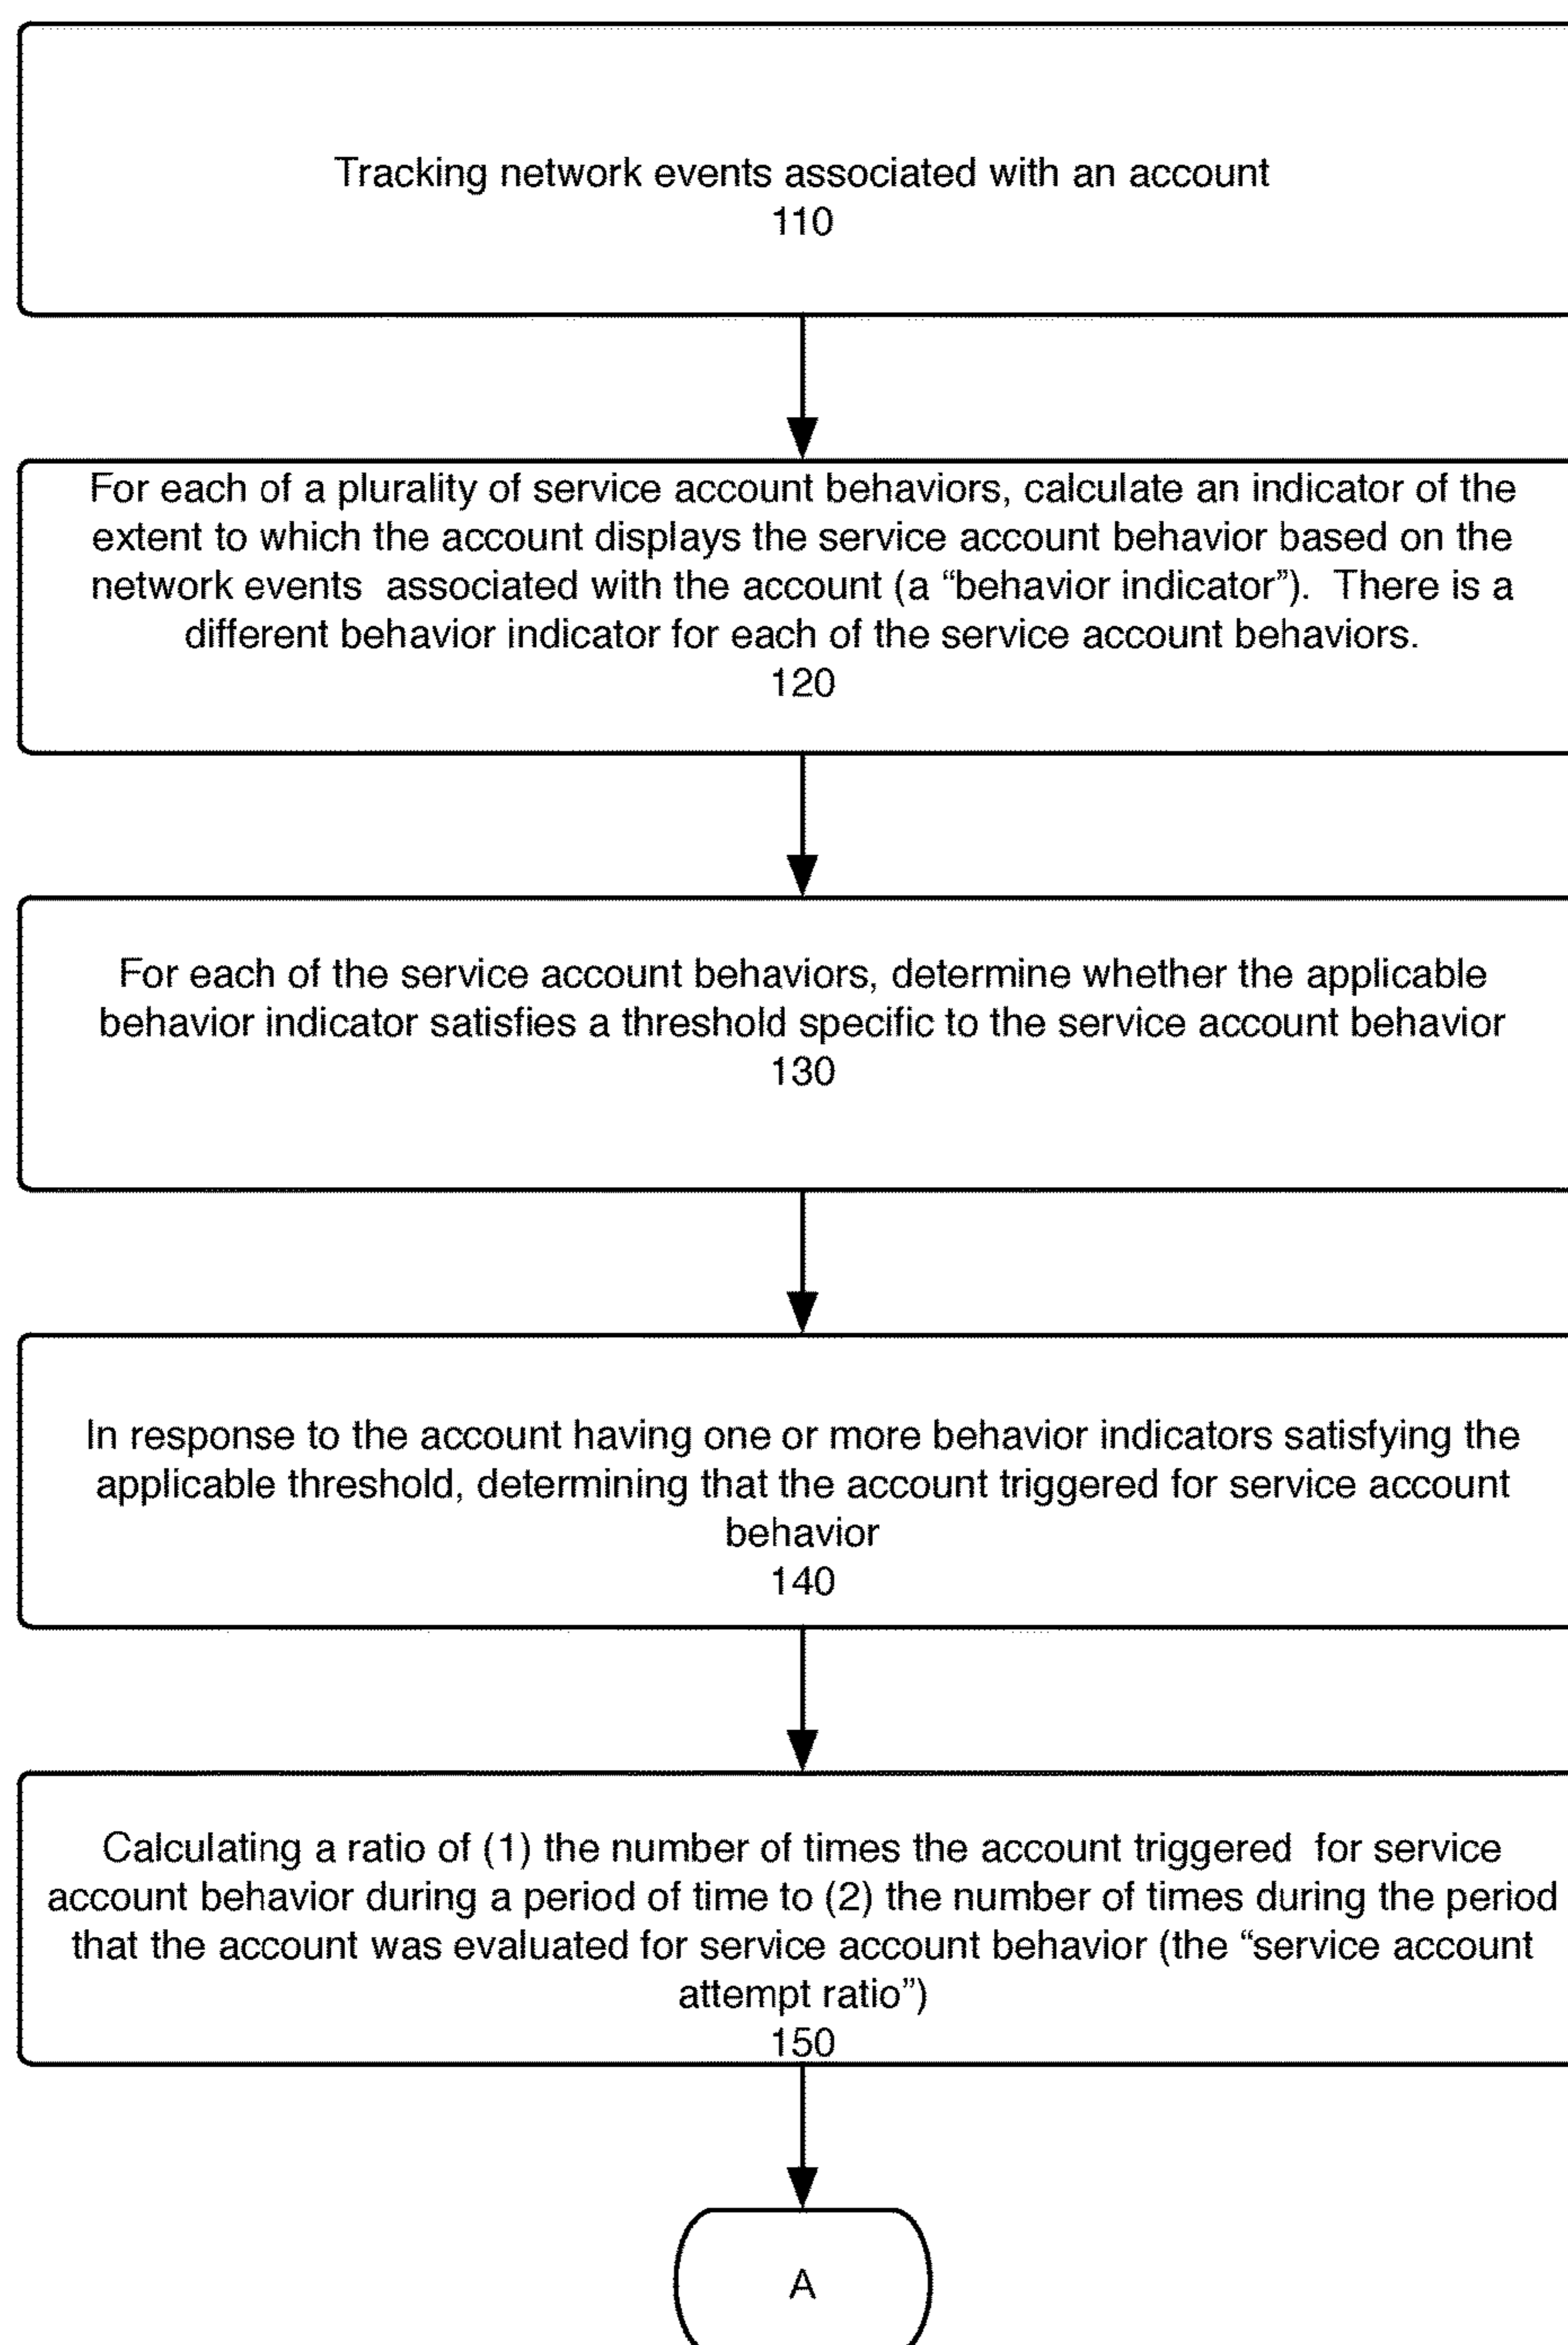 Tracking network events associated with an account
110
For each of a plurality of service account behaviors, calculate an indicator of the
extent to which the account displays the service account behavior based on the
network events  associated with the account (a “behavior indicator”).  There is a
different behavior indicator for each of the service account behaviors.
120
For each of the service account behaviors, determine whether the applicable
behavior indicator satisfies a threshold specific to the service account behavior
130
In response to the account having one or more behavior indicators satisfying the
applicable threshold, determining that the account triggered for service account
behavior
140
Calculating a ratio of (1) the number of times the account triggered  for service
account behavior during a period of time to (2) the number of times during the period
that the account was evaluated for service account behavior (the “service account
attempt ratio”)
150
A